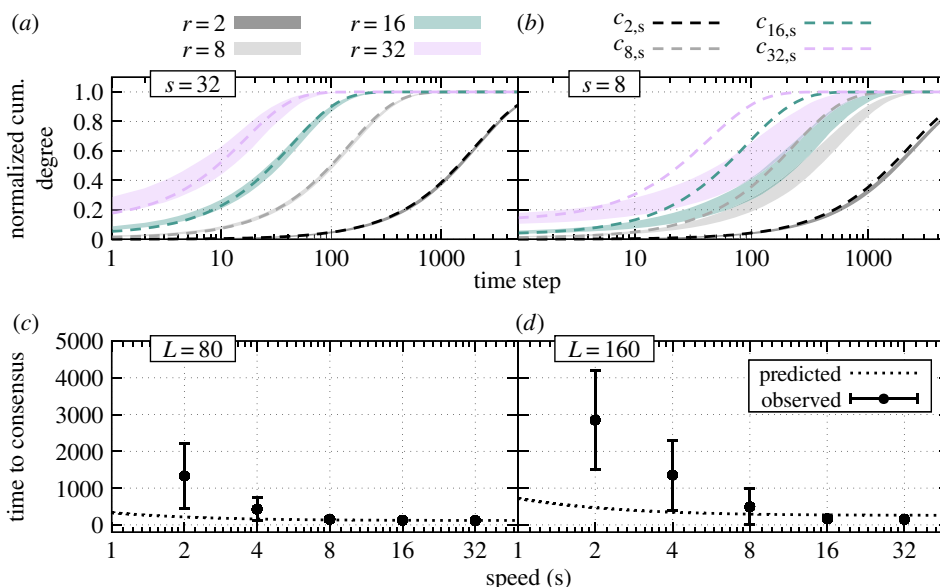 (a) r = 2 r = 16 (b) c2,s c16,s
r = 8 r = 32 c8,s c32,s
s = 32 s = 8
normalized cum.
degree
1.0
0.8
0.6
0.4
0.2
0
1 10 100 1000 1 10 100 1000
time step
(c) (d)
L = 80 L = 160
time to consensus
5000
4000
3000
2000
1000
0
predicted
observed
1 2 4 8 16 32 1 2 4 8 16 32
speed (s)